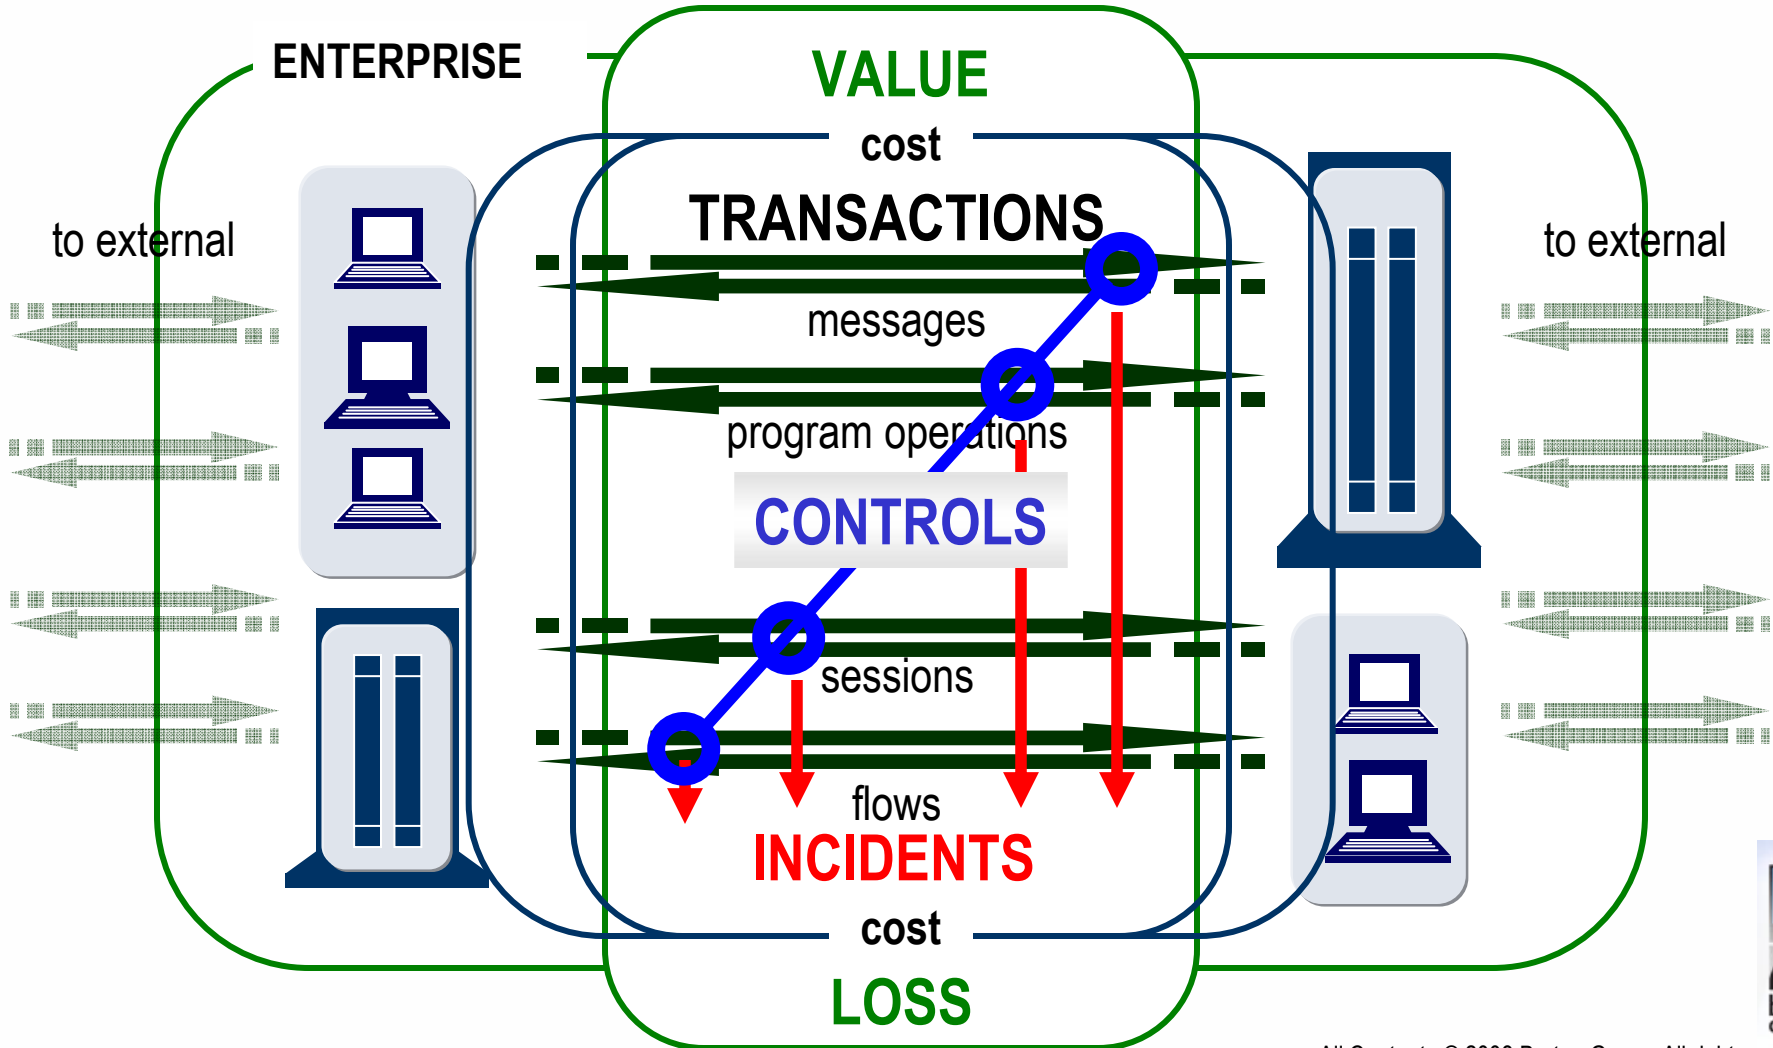 ENTERPRISE
VALUE
cost
TRANSACTIONS
to external
to external
messages
program operations
CONTROLS
sessions
flows
INCIDENTS
cost
LOSS